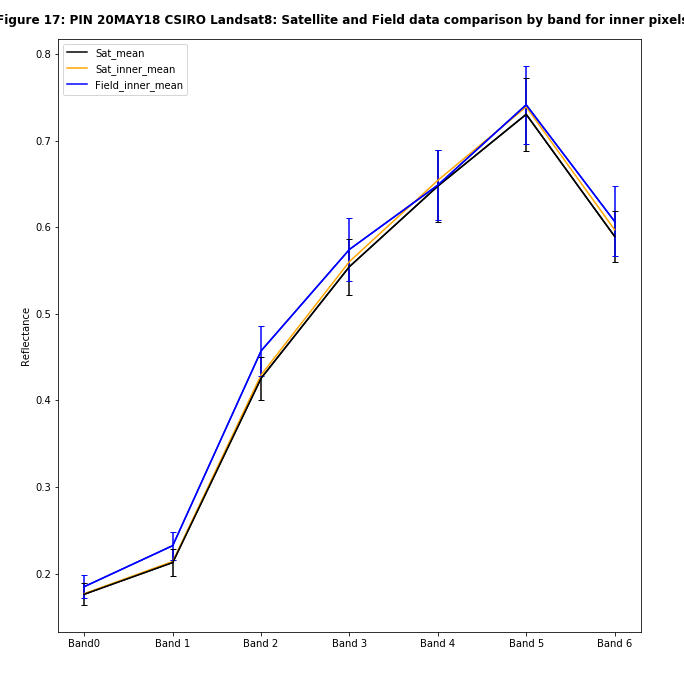 Figure 17: PIN 20MAY18 CSIRO Landsat8: Satellite and Field data comparison by band for inner pixels
Sat_mean
Sat_inner_mean
Field_inner_mean
0.8
0.7
0.6
0.5
0.4
0.3
0.2
Reflectance
Band0 Band 1 Band 2 Band 3 Band 4 Band 5 Band 6